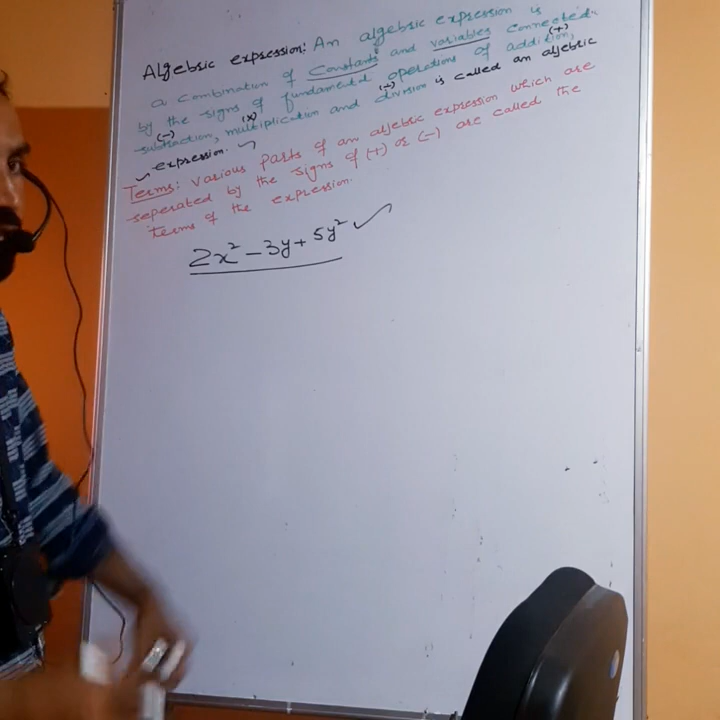 Algebric expression: An algebric expression is
a combination of Constants and variables connected
by the signs of fundamental operations of addition, (+)
subtraction, (-) multiplication (x) and division (÷) is called an aljebric
expression.
Terms: Various parts of an aljebric expression which are
seperated by the signs of (+) or (-) are called the
terms of the expression.
2x² - 3y + 5y²